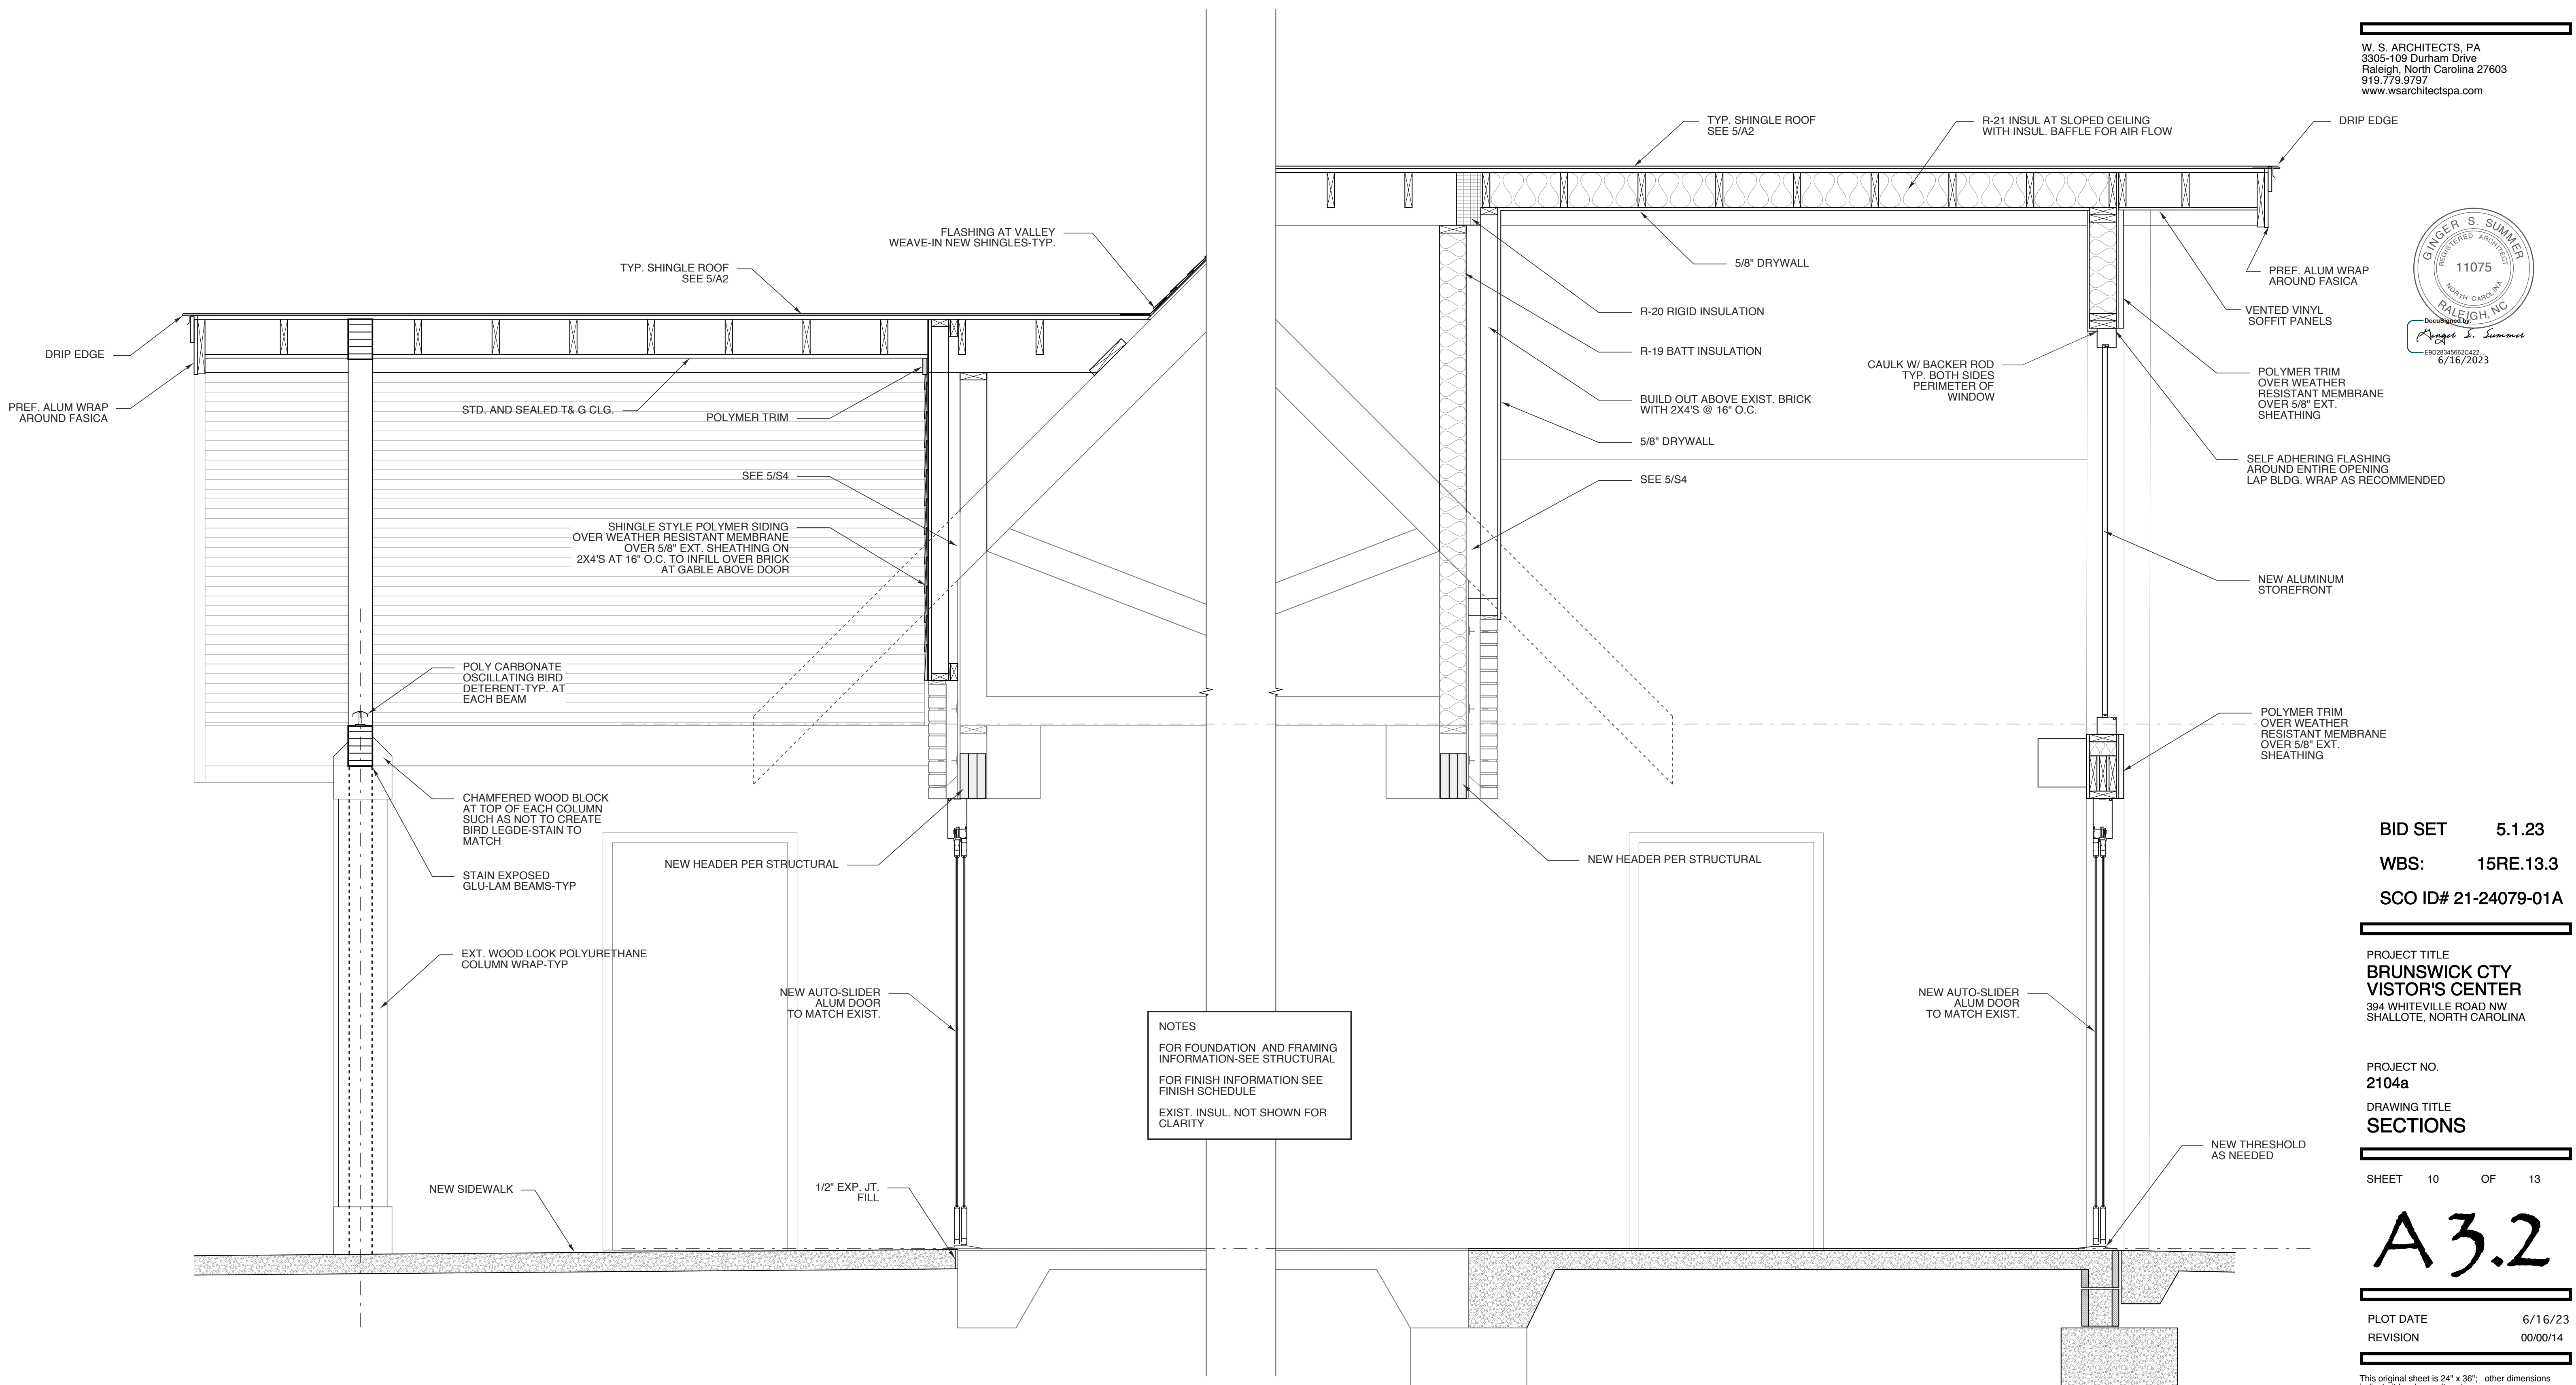 W. S. ARCHITECTS, PA
3305-109 Durham Drive
Raleigh, North Carolina 27603
919.779.9797
www.wsarchitectspa.com
TYP. SHINGLE ROOF
SEE 5/A2
R-21 INSUL AT SLOPED CEILING
WITH INSUL. BAFFLE FOR AIR FLOW
DRIP EDGE
FLASHING AT VALLEY
WEAVE-IN NEW SHINGLES-TYP.
TYP. SHINGLE ROOF
SEE 5/A2
DRIP EDGE
PREF. ALUM WRAP
AROUND FASICA
STD. AND SEALED T& G CLG.
POLYMER TRIM
SEE 5/S4
SHINGLE STYLE POLYMER SIDING
OVER WEATHER RESISTANT MEMBRANE
OVER 5/8" EXT. SHEATHING ON
2X4'S AT 16" O.C. TO INFILL OVER BRICK
AT GABLE ABOVE DOOR
POLY CARBONATE
OSCILLATING BIRD
DETERENT-TYP. AT
EACH BEAM
CHAMFERED WOOD BLOCK
AT TOP OF EACH COLUMN
SUCH AS NOT TO CREATE
BIRD LEGDE-STAIN TO
MATCH
STAIN EXPOSED
GLU-LAM BEAMS-TYP
NEW HEADER PER STRUCTURAL
EXT. WOOD LOOK POLYURETHANE
COLUMN WRAP-TYP
NEW AUTO-SLIDER
ALUM DOOR
TO MATCH EXIST.
NEW SIDEWALK
1/2" EXP. JT.
FILL
5/8" DRYWALL
R-20 RIGID INSULATION
R-19 BATT INSULATION
BUILD OUT ABOVE EXIST. BRICK
WITH 2X4'S @ 16" O.C.
5/8" DRYWALL
SEE 5/S4
CAULK W/ BACKER ROD
TYP. BOTH SIDES
PERIMETER OF
WINDOW
NEW HEADER PER STRUCTURAL
NEW AUTO-SLIDER
ALUM DOOR
TO MATCH EXIST.
NOTES
FOR FOUNDATION AND FRAMING
INFORMATION-SEE STRUCTURAL
FOR FINISH INFORMATION SEE
FINISH SCHEDULE
EXIST. INSUL. NOT SHOWN FOR
CLARITY
PREF. ALUM WRAP
AROUND FASICA
VENTED VINYL
SOFFIT PANELS
POLYMER TRIM
OVER WEATHER
RESISTANT MEMBRANE
OVER 5/8" EXT.
SHEATHING
SELF ADHERING FLASHING
AROUND ENTIRE OPENING
LAP BLDG. WRAP AS RECOMMENDED
NEW ALUMINUM
STOREFRONT
POLYMER TRIM
OVER WEATHER
RESISTANT MEMBRANE
OVER 5/8" EXT.
SHEATHING
NEW THRESHOLD
AS NEEDED
GINGER S. SUMMER
REGISTERED ARCHITECT
11075
NORTH CAROLINA
RALEIGH, NC
DocuSigned by:
Ginger S. Summer
E9D28345662C422...
6/16/2023
BID SET 5.1.23
WBS: 15RE.13.3
SCO ID# 21-24079-01A
PROJECT TITLE
BRUNSWICK CTY
VISTOR'S CENTER
394 WHITEVILLE ROAD NW
SHALLOTE, NORTH CAROLINA
PROJECT NO.
2104a
DRAWING TITLE
SECTIONS
SHEET 10 OF 13
A 3.2
PLOT DATE 6/16/23
REVISION 00/00/14
This original sheet is 24" x 36"; other dimensions